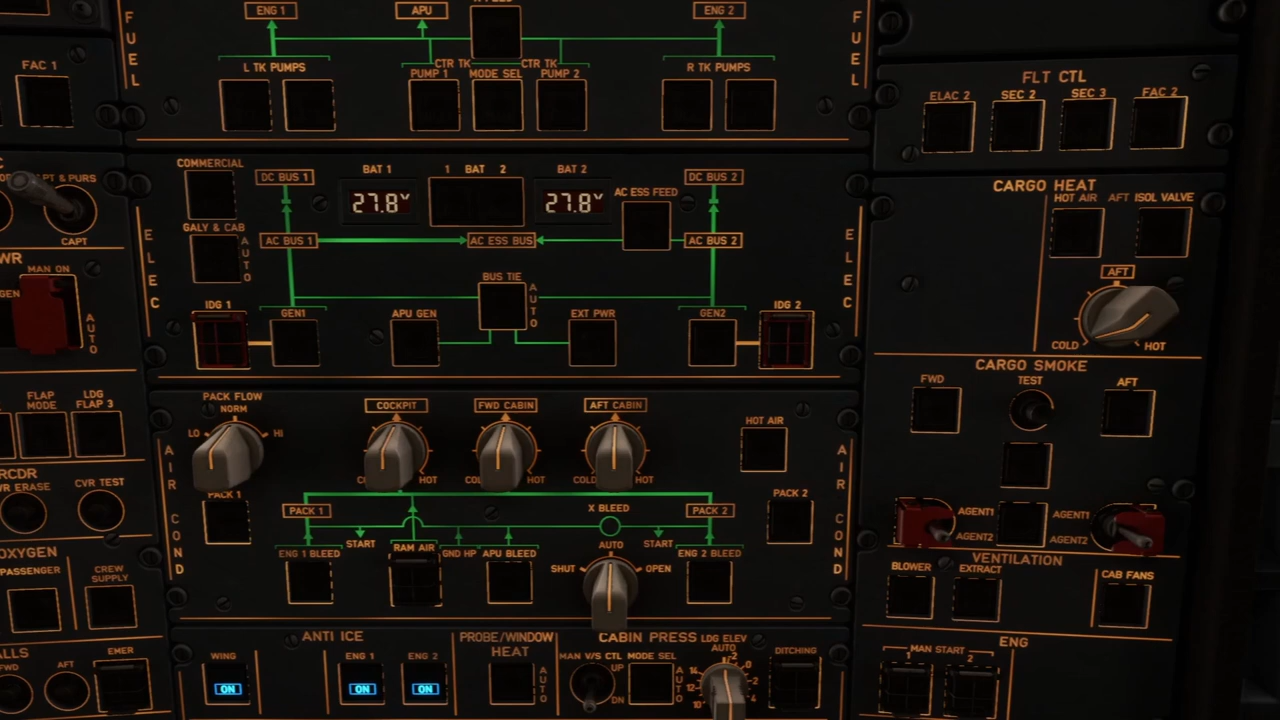 ENG 1
APU
ENG 2
FUEL
FUEL
L TK PUMPS
CTR TK
CTR TK
PUMP 1
MODE SEL
PUMP 2
R TK PUMPS
FAC 1
FLT CTL
ELAC 2
SEC 2
SEC 3
FAC 2
COMMERCIAL
DC BUS 1
BAT 1
1 BAT 2
BAT 2
DC BUS 2
27.8V
27.8V
AC ESS FEED
GALY & CAB
AUTO
AC BUS 1
AC ESS BUS
AC BUS 2
ELEC
ELEC
BUS TIE
AUTO
IDG 1
GEN1
APU GEN
EXT PWR
GEN2
IDG 2
& PURS
CAPT
MAN ON
AUTO
CARGO HEAT
HOT AIR
AFT
ISOL VALVE
AFT
COLD
HOT
CARGO SMOKE
FWD
TEST
AFT
AGENT1
AGENT2
AGENT1
AGENT2
FLAP MODE
LDG FLAP 3
PACK FLOW
NORM
LO
HI
COCKPIT
FWD CABIN
AFT CABIN
HOT AIR
HOT
HOT
COLD
HOT
AIR COND
AIR COND
PACK 1
PACK 1
X BLEED
PACK 2
PACK 2
START
START
ENG 1 BLEED
RAM AIR
GND HP
APU BLEED
AUTO
SHUT
OPEN
ENG 2 BLEED
ERASE
CVR TEST
PASSENGER
CREW SUPPLY
AFT
EMER
VENTILATION
BLOWER
EXTRACT
CAB FANS
ANTI ICE
WING
ON
ENG 1
ON
ENG 2
ON
PROBE/WINDOW
HEAT
AUTO
CABIN PRESS
MAN V/S CTL
UP
DN
MODE SEL
AUTO
LDG ELEV
AUTO
DITCHING
ENG
MAN START
1
2